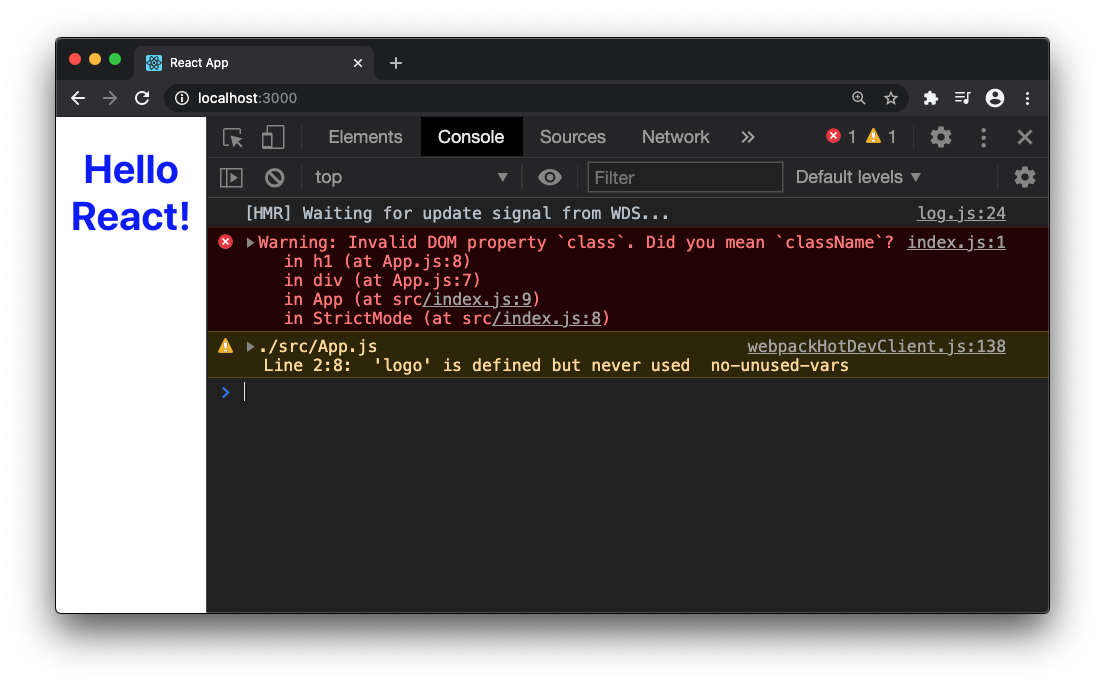 React App
localhost:3000
Hello
React!
Elements Console Sources Network 1 1
top Filter Default levels
[HMR] Waiting for update signal from WDS... log.js:24
Warning: Invalid DOM property `class`. Did you mean `className`? index.js:1
in h1 (at App.js:8)
in div (at App.js:7)
in App (at src/index.js:9)
in StrictMode (at src/index.js:8)
./src/App.js webpackHotDevClient.js:138
Line 2:8: 'logo' is defined but never used no-unused-vars